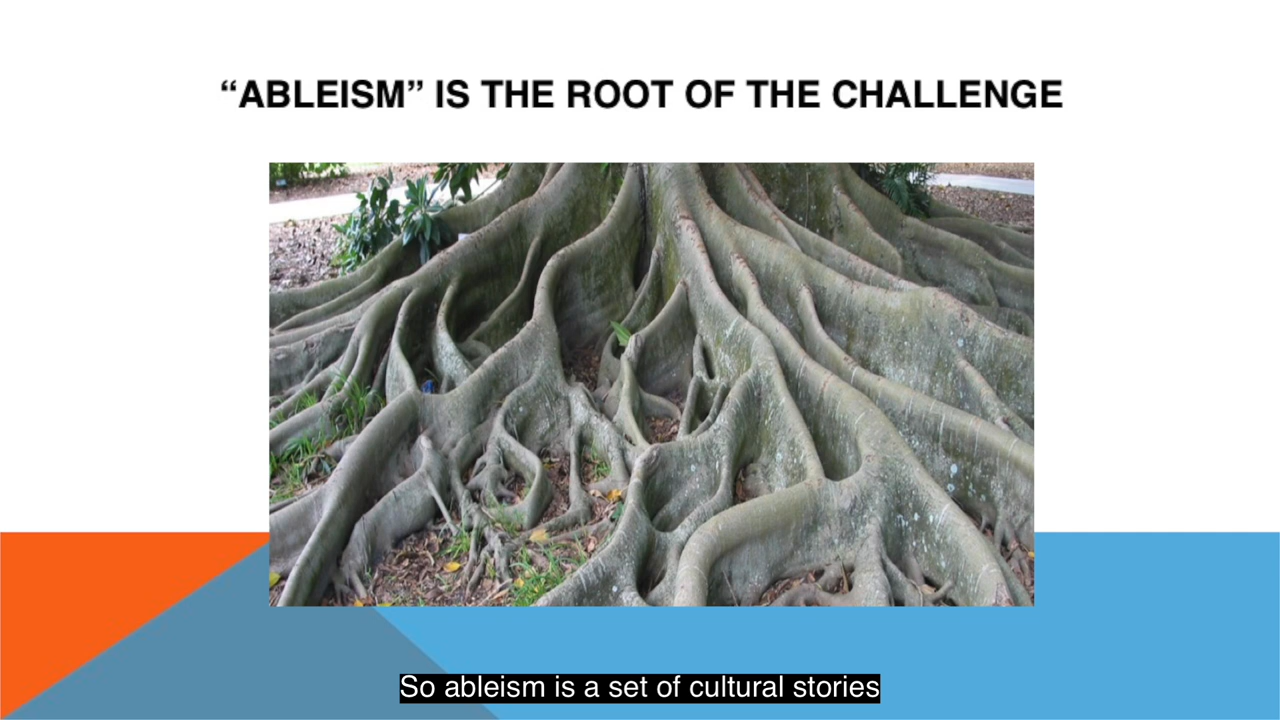 “ABLEISM” IS THE ROOT OF THE CHALLENGE
So ableism is a set of cultural stories